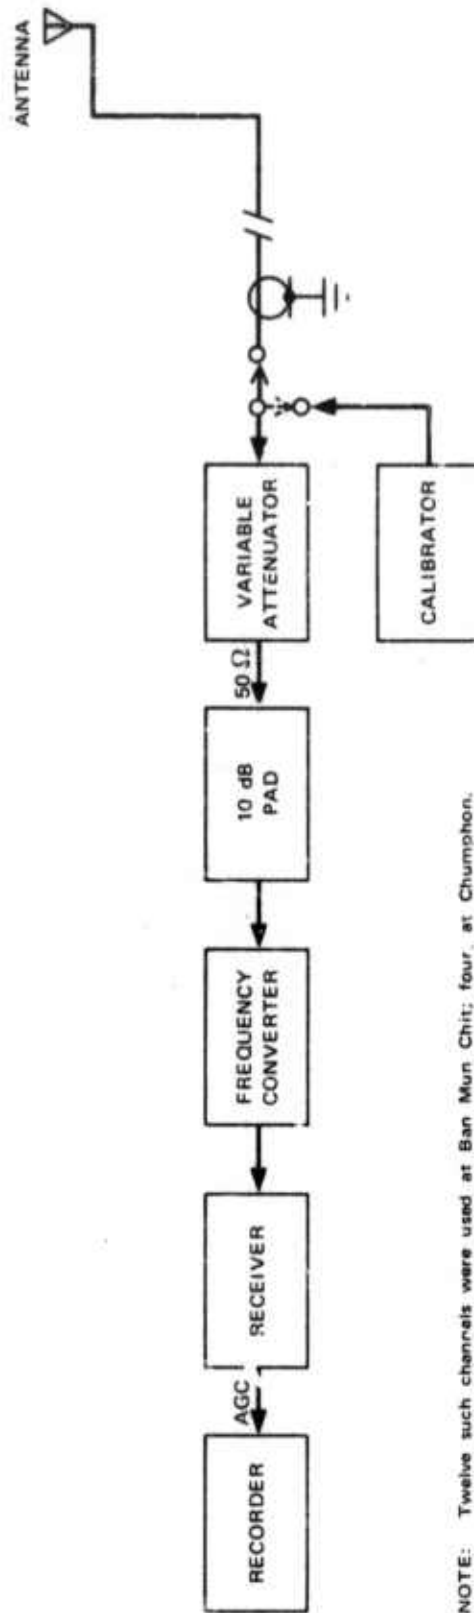 ANTENNA
RECORDER
AGC
RECEIVER
FREQUENCY
CONVERTER
10 dB
PAD
50 Ω
VARIABLE
ATTENUATOR
CALIBRATOR
NOTE: Twelve such channels were used at Ban Mun Chit; four, at Chumphon.